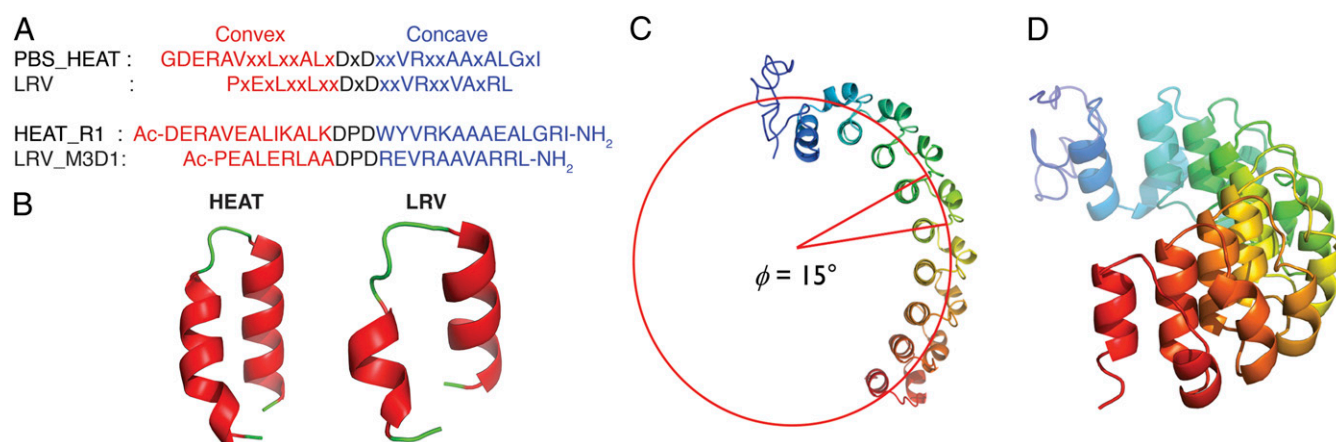 A
Convex Concave
PBS_HEAT : GDERAVxxLxxALxDxDxxVRxxAAxALGxI
LRV : PxExLxxLxxDxDxxVRxxVAxRL
HEAT_R1 : Ac-DERAVEALIKALKDPDWYVRKAAAEALGRI-NH2
LRV_M3D1: Ac-PEALERLAADPDREVRAAVARRL-NH2
B
HEAT LRV
C
ϕ = 15°
D